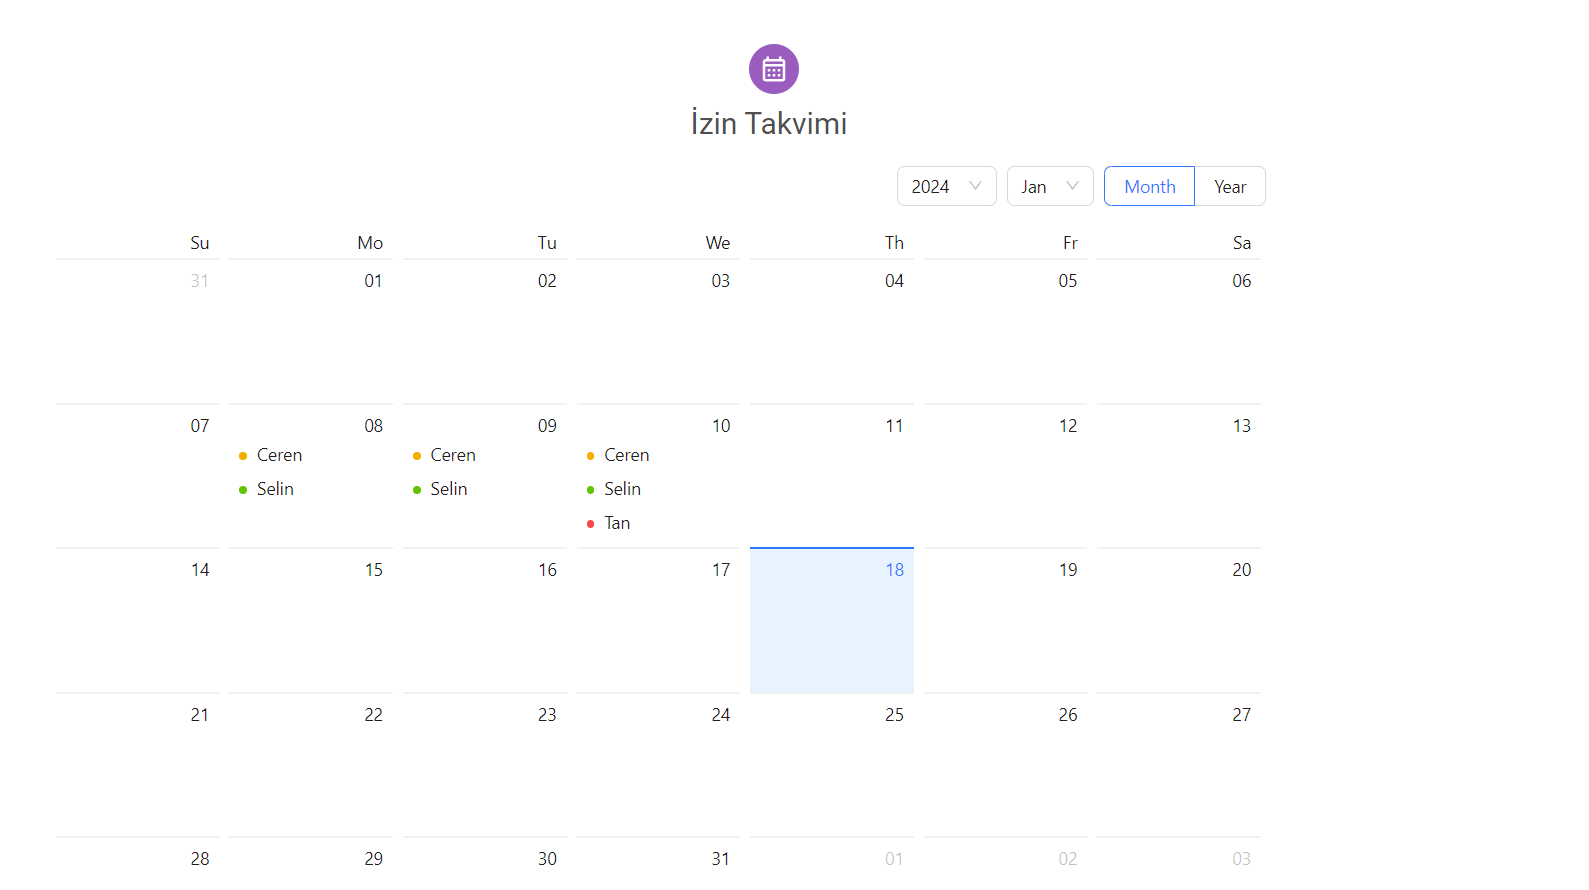 İzin Takvimi
2024 Jan Month Year
Su Mo Tu We Th Fr Sa
31 01 02 03 04 05 06
07 08 09 10 11 12 13
Ceren Ceren Ceren
Selin Selin Selin
Tan
14 15 16 17 18 19 20
21 22 23 24 25 26 27
28 29 30 31 01 02 03